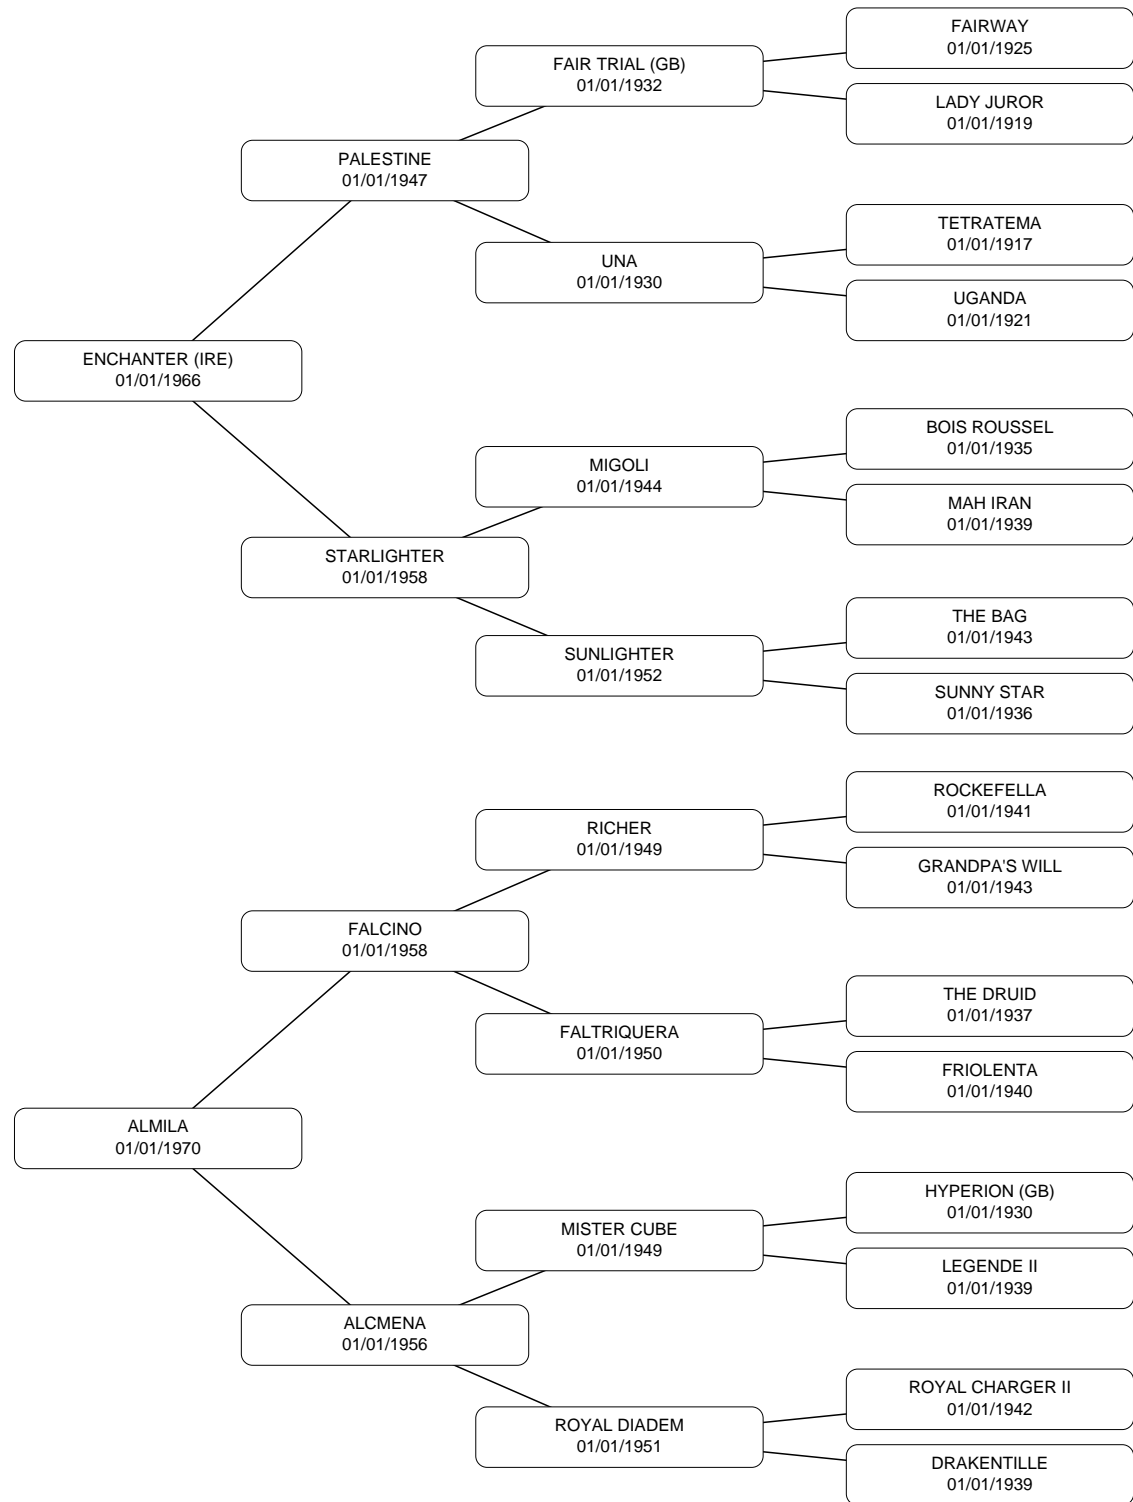 FAIRWAY
01/01/1925
FAIR TRIAL (GB)
01/01/1932
LADY JUROR
01/01/1919
PALESTINE
01/01/1947
TETRATEMA
01/01/1917
UNA
01/01/1930
UGANDA
01/01/1921
ENCHANTER (IRE)
01/01/1966
BOIS ROUSSEL
01/01/1935
MIGOLI
01/01/1944
MAH IRAN
01/01/1939
STARLIGHTER
01/01/1958
THE BAG
01/01/1943
SUNLIGHTER
01/01/1952
SUNNY STAR
01/01/1936
ROCKEFELLA
01/01/1941
RICHER
01/01/1949
GRANDPA'S WILL
01/01/1943
FALCINO
01/01/1958
THE DRUID
01/01/1937
FALTRIQUERA
01/01/1950
FRIOLENTA
01/01/1940
ALMILA
01/01/1970
HYPERION (GB)
01/01/1930
MISTER CUBE
01/01/1949
LEGENDE II
01/01/1939
ALCMENA
01/01/1956
ROYAL CHARGER II
01/01/1942
ROYAL DIADEM
01/01/1951
DRAKENTILLE
01/01/1939